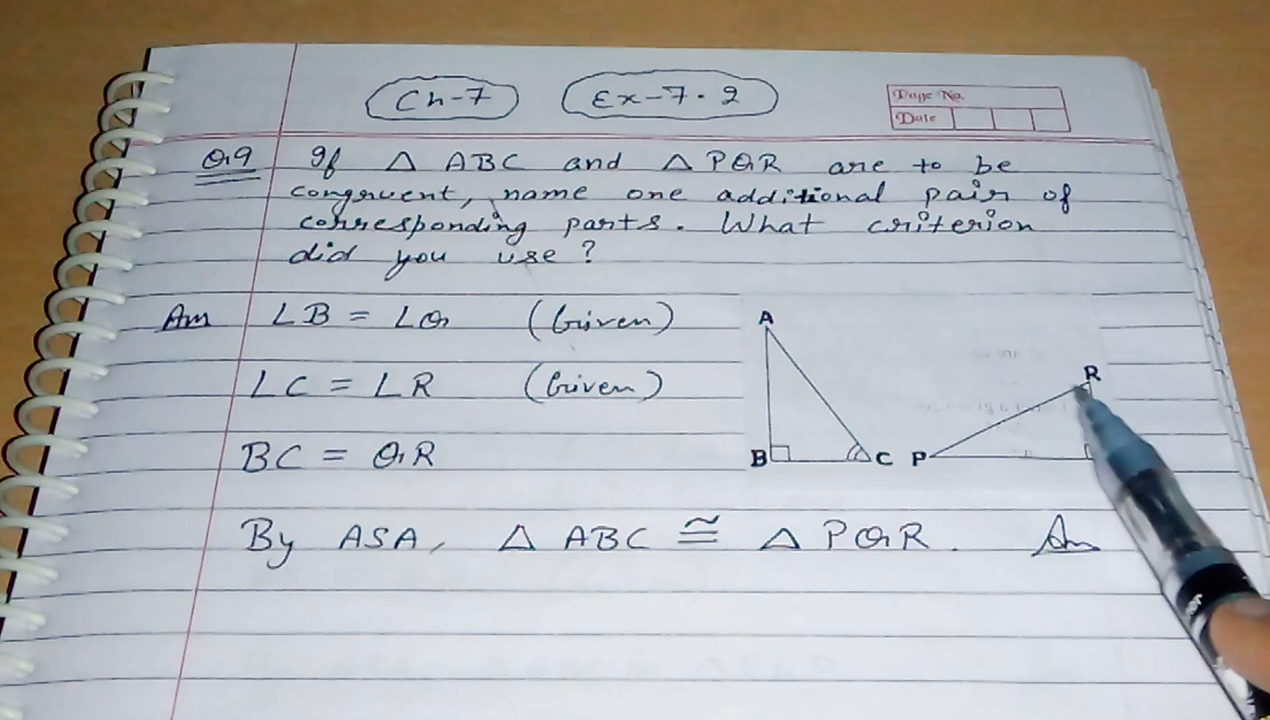 Ch-7 Ex-7.2
Page No.
Date
Q.9 If △ ABC and △ PQR are to be
congruent, name one additional pair of
corresponding parts. What criterion
did you use?
Ans ∠B = ∠Q (Given)
∠C = ∠R (Given)
BC = QR
By ASA, △ ABC ≅ △ PQR. Ans
A
R
B C P